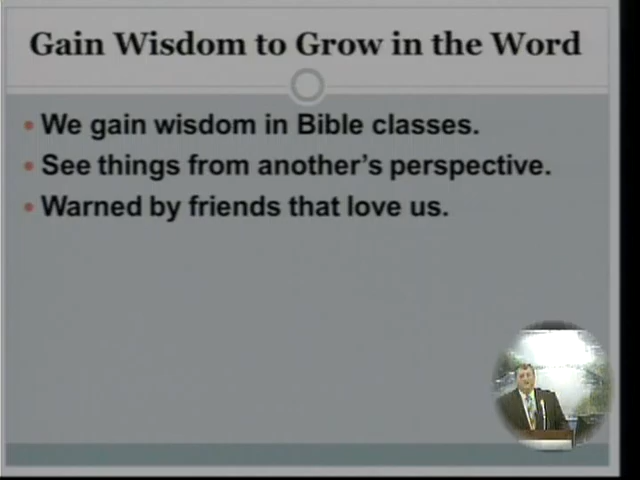 Gain Wisdom to Grow in the Word
• We gain wisdom in Bible classes.
• See things from another's perspective.
• Warned by friends that love us.